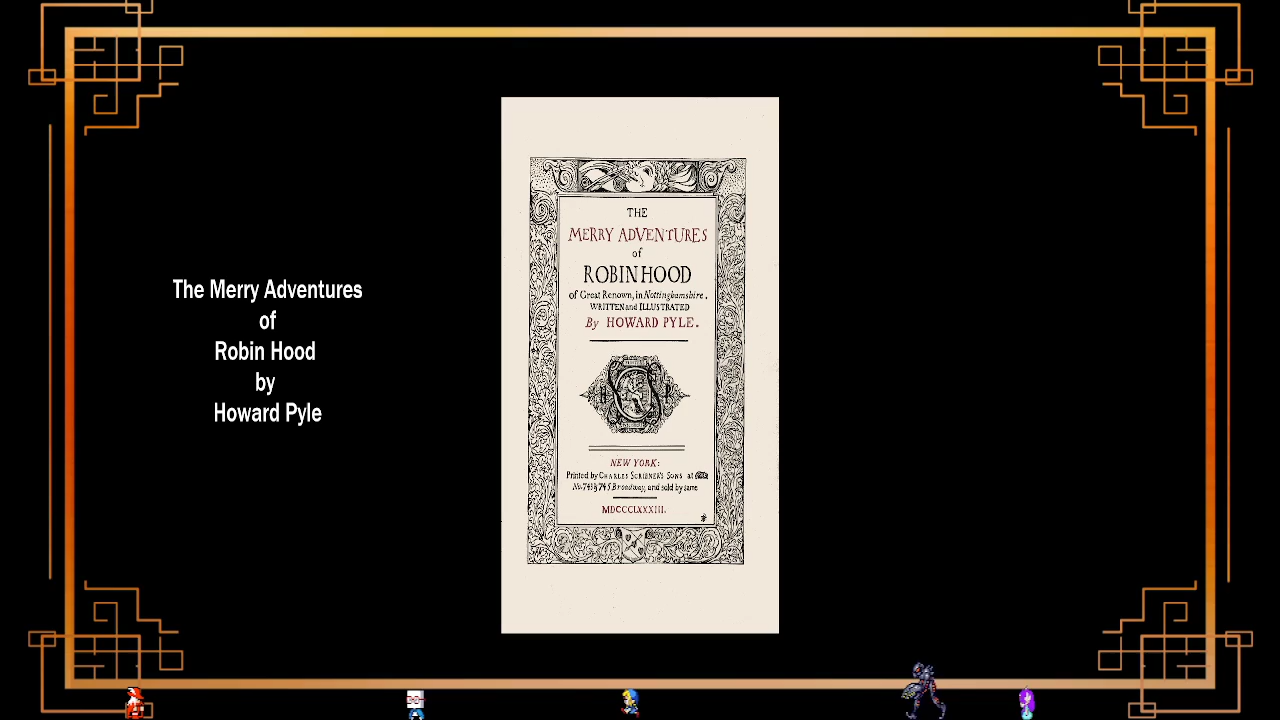 The Merry Adventures
of
Robin Hood
by
Howard Pyle
THE
MERRY ADVENTURES
of
ROBIN HOOD
of Great Renown, in Nottinghamshire.
WRITTEN and ILLUSTRATED
By HOWARD PYLE.
NEW YORK:
Printed by CHARLES SCRIBNER'S SONS at
No. 743 & 745 Broadway, and sold by same
MDCCCLXXXIII.